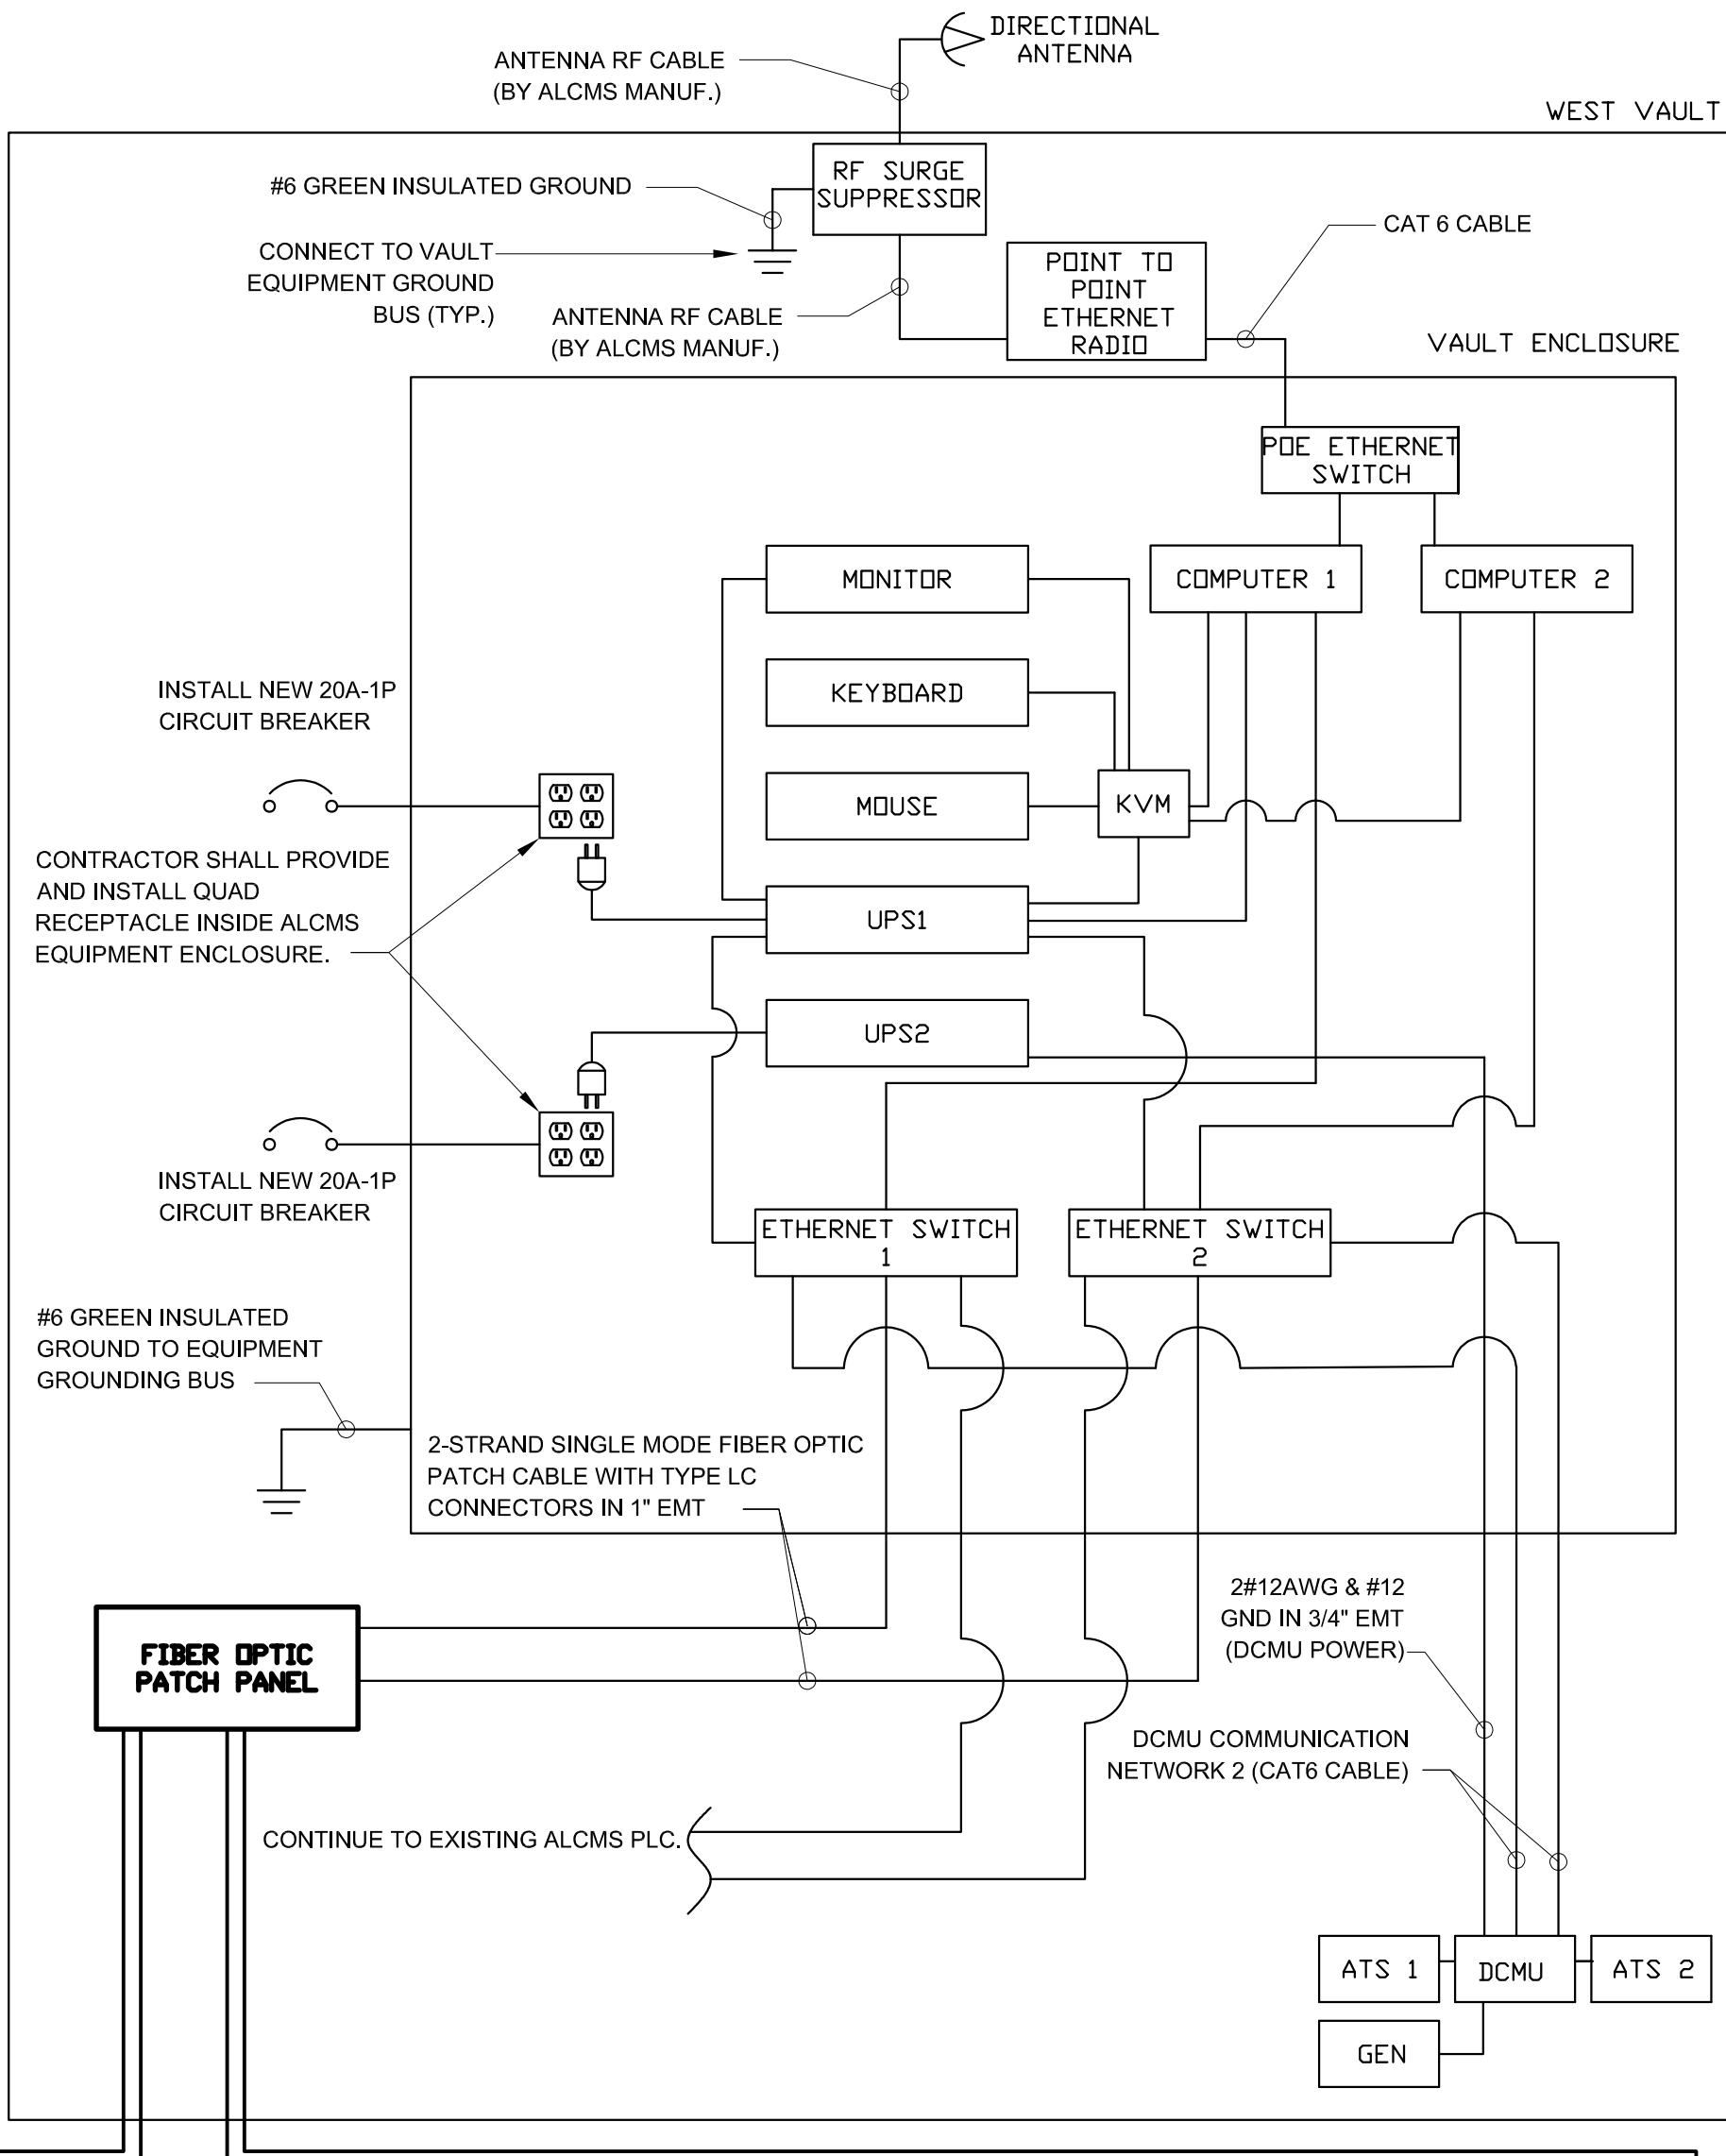 DIRECTIONAL
ANTENNA
ANTENNA RF CABLE
(BY ALCMS MANUF.)
WEST VAULT
RF SURGE
SUPPRESSOR
#6 GREEN INSULATED GROUND
CAT 6 CABLE
CONNECT TO VAULT
EQUIPMENT GROUND
BUS (TYP.)
POINT TO
POINT
ETHERNET
RADIO
ANTENNA RF CABLE
(BY ALCMS MANUF.)
VAULT ENCLOSURE
POE ETHERNET
SWITCH
MONITOR
COMPUTER 1
COMPUTER 2
KEYBOARD
INSTALL NEW 20A-1P
CIRCUIT BREAKER
MOUSE
KVM
CONTRACTOR SHALL PROVIDE
AND INSTALL QUAD
RECEPTACLE INSIDE ALCMS
EQUIPMENT ENCLOSURE.
UPS1
UPS2
INSTALL NEW 20A-1P
CIRCUIT BREAKER
ETHERNET SWITCH
1
ETHERNET SWITCH
2
#6 GREEN INSULATED
GROUND TO EQUIPMENT
GROUNDING BUS
2-STRAND SINGLE MODE FIBER OPTIC
PATCH CABLE WITH TYPE LC
CONNECTORS IN 1" EMT
2#12AWG & #12
GND IN 3/4" EMT
(DCMU POWER)
FIBER OPTIC
PATCH PANEL
DCMU COMMUNICATION
NETWORK 2 (CAT6 CABLE)
CONTINUE TO EXISTING ALCMS PLC.
ATS 1
DCMU
ATS 2
GEN